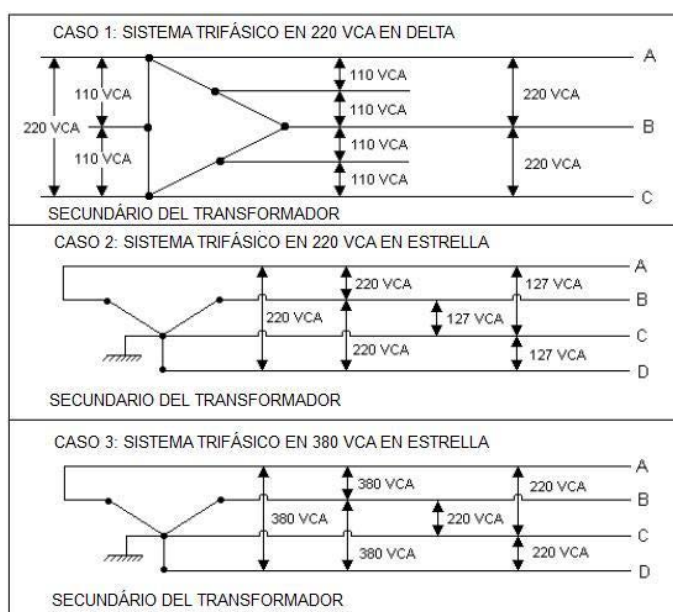 CASO 1: SISTEMA TRIFÁSICO EN 220 VCA EN DELTA
A
110 VCA
110 VCA
110 VCA
220 VCA
220 VCA
B
110 VCA
110 VCA
220 VCA
110 VCA
C
SECUNDÁRIO DEL TRANSFORMADOR
CASO 2: SISTEMA TRIFÁSICO EN 220 VCA EN ESTRELLA
A
220 VCA
127 VCA
B
220 VCA
127 VCA
C
220 VCA
127 VCA
D
SECUNDARIO DEL TRANSFORMADOR
CASO 3: SISTEMA TRIFÁSICO EN 380 VCA EN ESTRELLA
A
380 VCA
220 VCA
B
380 VCA
220 VCA
C
380 VCA
220 VCA
D
SECUNDÁRIO DEL TRANSFORMADOR